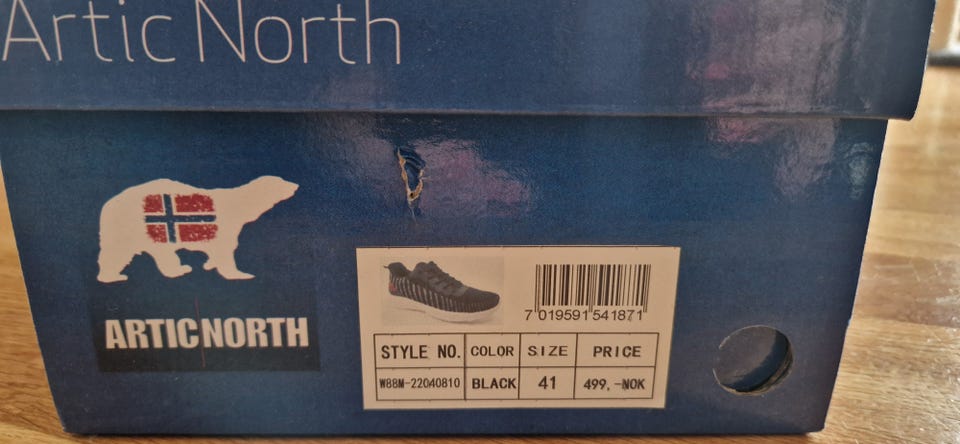 Artic North
ARTICNORTH
7 019591 541871
STYLE NO. COLOR SIZE PRICE
W88M-22040810 BLACK 41 499,-NOK